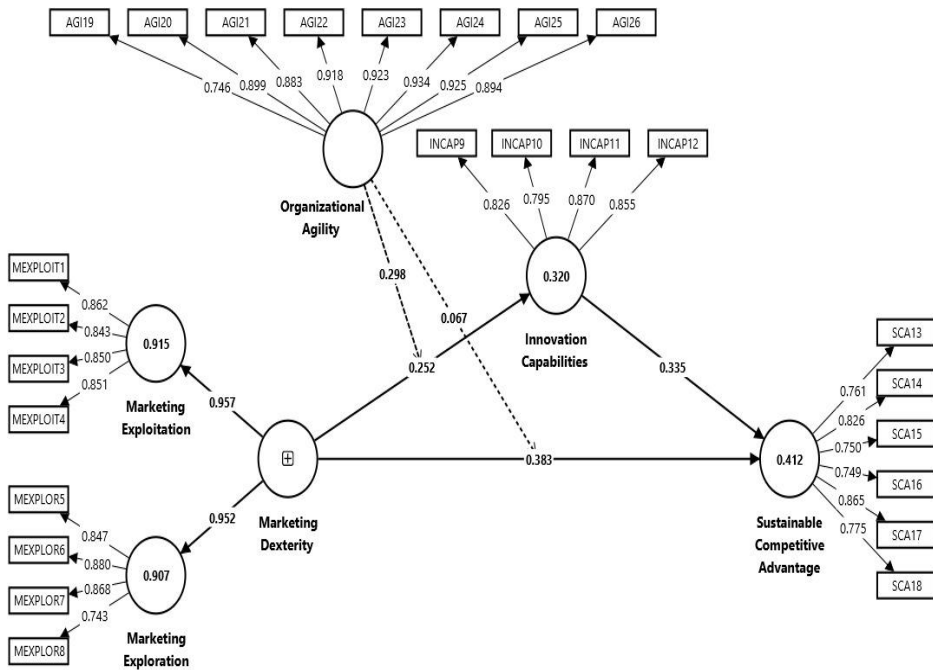 AGI19 AGI20 AGI21 AGI22 AGI23 AGI24 AGI25 AGI26
0.746 0.899 0.883 0.918 0.923 0.934 0.925 0.894
INCAP9 INCAP10 INCAP11 INCAP12
0.826 0.795 0.870 0.855
Organizational
Agility
0.298
0.067
0.320
Innovation
Capabilities
0.252
0.335
MEXPLOIT1
MEXPLOIT2
MEXPLOIT3
MEXPLOIT4
0.862
0.843
0.850
0.851
0.915
Marketing
Exploitation
0.957
0.383
Marketing
Dexterity
0.952
MEXPLOR5
MEXPLOR6
MEXPLOR7
MEXPLOR8
0.847
0.880
0.868
0.743
0.907
Marketing
Exploration
0.412
Sustainable
Competitive
Advantage
0.761
0.826
0.750
0.749
0.865
0.775
SCA13
SCA14
SCA15
SCA16
SCA17
SCA18